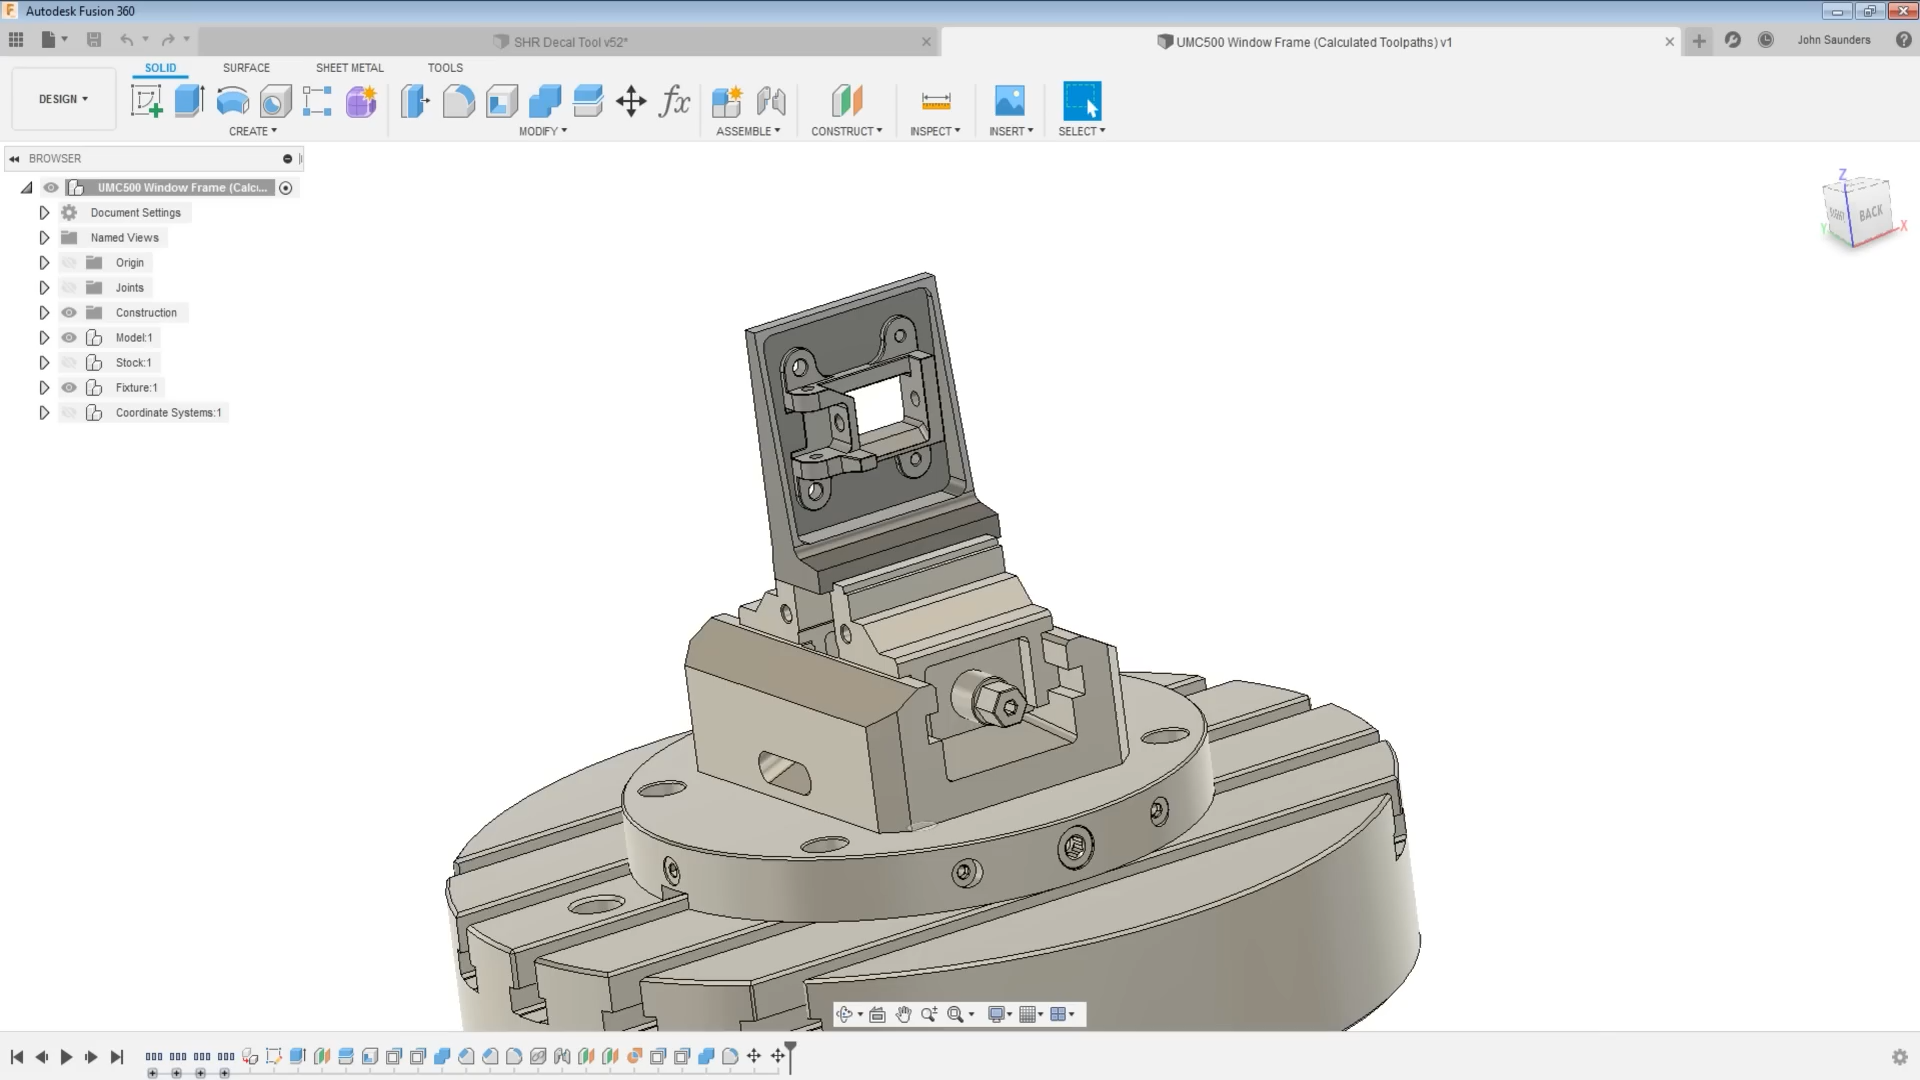 Autodesk Fusion 360
SHR Decal Tool v52*
UMC500 Window Frame (Calculated Toolpaths) v1
John Saunders
SOLID
SURFACE
SHEET METAL
TOOLS
DESIGN
CREATE
MODIFY
ASSEMBLE
CONSTRUCT
INSPECT
INSERT
SELECT
BROWSER
UMC500 Window Frame (Calcu...
Document Settings
Named Views
Origin
Joints
Construction
Model:1
Stock:1
Fixture:1
Coordinate Systems:1
Z
RIGHT
BACK
Y
X